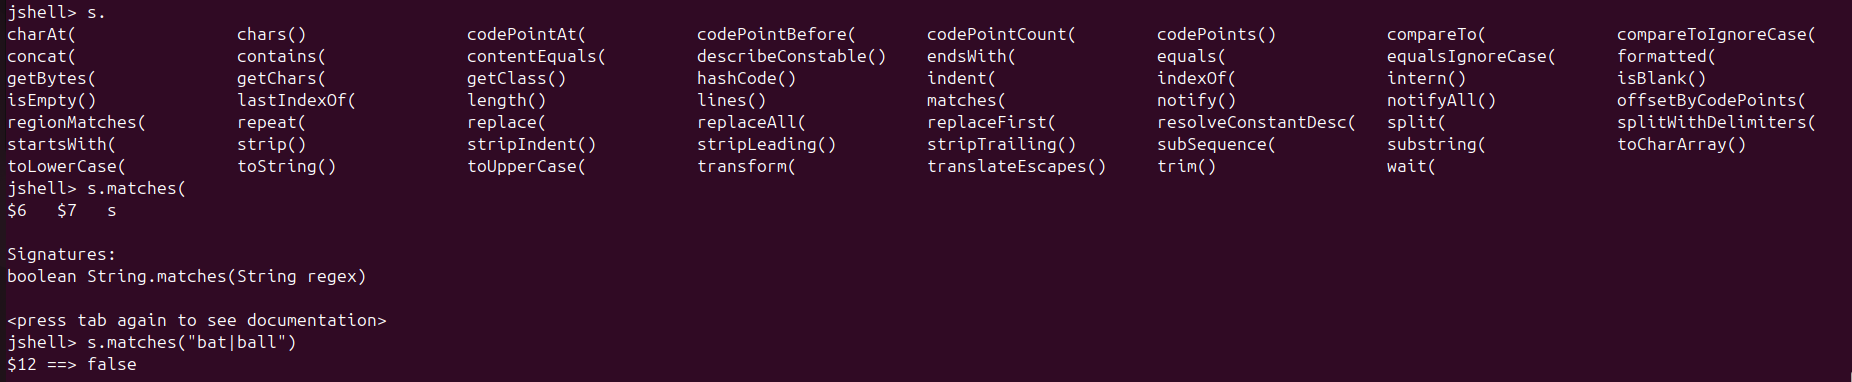 jshell> s.
charAt( chars() codePointAt( codePointBefore( codePointCount( codePoints() compareTo( compareToIgnoreCase(
concat( contains( contentEquals( describeConstable() endsWith( equals( equalsIgnoreCase( formatted(
getBytes( getChars( getClass() hashCode() indent( indexOf( intern() isBlank()
isEmpty() lastIndexOf( length() lines() matches( notify() notifyAll() offsetByCodePoints(
regionMatches( repeat( replace( replaceAll( replaceFirst( resolveConstantDesc( split( splitWithDelimiters(
startsWith( strip() stripIndent() stripLeading() stripTrailing() subSequence( substring( toCharArray()
toLowerCase( toString() toUpperCase( transform( translateEscapes() trim() wait(
jshell> s.matches(
$6 $7 s
Signatures:
boolean String.matches(String regex)
<press tab again to see documentation>
jshell> s.matches("bat|ball")
$12 ==> false